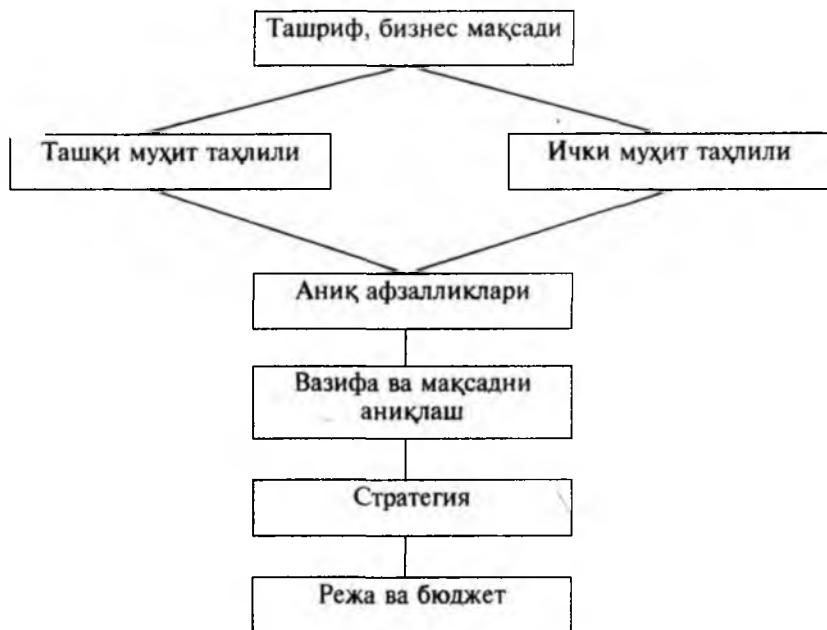 Ташриф, бизнес мақсади
Ташқи муҳит таҳлили
Ички муҳит таҳлили
Аниқ афзалликлари
Вазифа ва мақсадни
аниқлаш
Стратегия
Режа ва бюджет